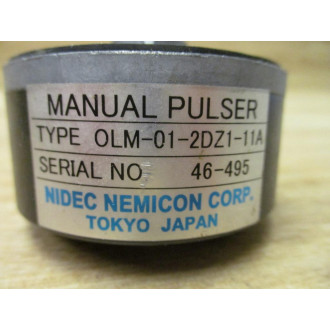 MANUAL PULSER
TYPE OLM-01-2DZ1-11A
SERIAL NO 46-495
NIDEC NEMICON CORP.
TOKYO JAPAN